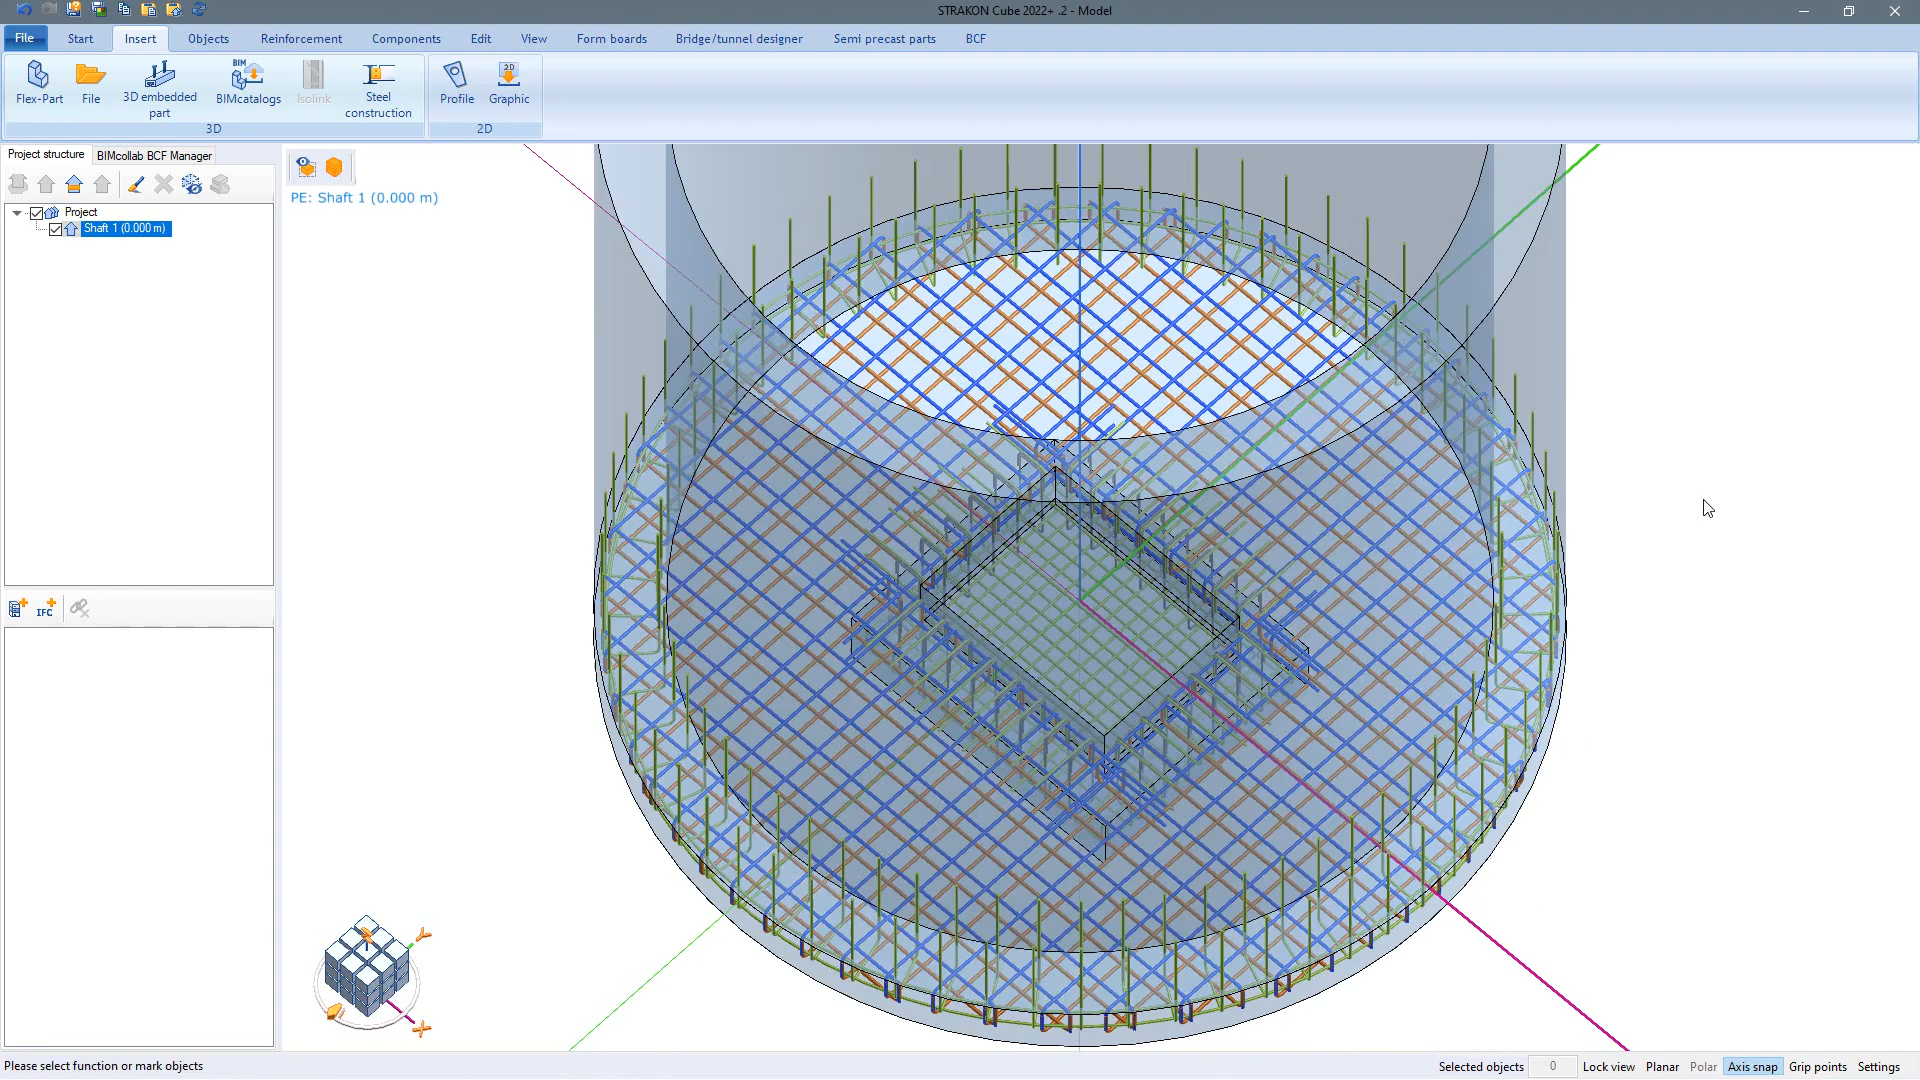 STRAKON Cube 2022+ .2 - Model
File Start Insert Objects Reinforcement Components Edit View Form boards Bridge/tunnel designer Semi precast parts BCF
BIM
2D
Flex-Part File 3D embedded part BIMcatalogs Isolink Steel construction Profile Graphic
3D 2D
Project structure BIMcollab BCF Manager
PE: Shaft 1 (0.000 m)
Project
Shaft 1 (0.000 m)
IFC
Please select function or mark objects Selected objects 0 Lock view Planar Polar Axis snap Grip points Settings